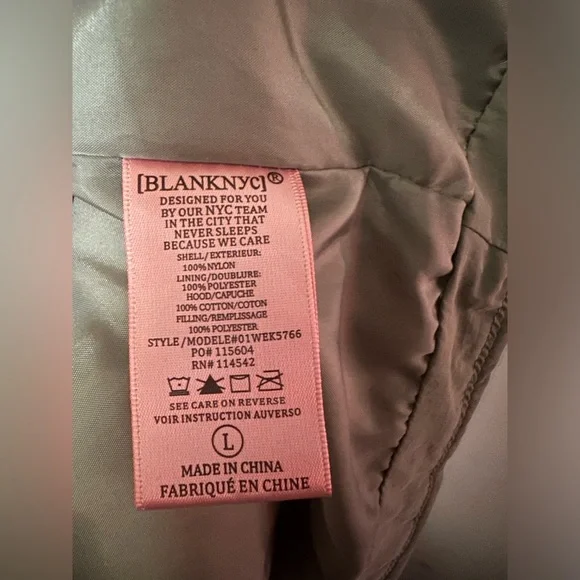 [BLANKNYC]®
DESIGNED FOR YOU
BY OUR NYC TEAM
IN THE CITY THAT
NEVER SLEEPS
BECAUSE WE CARE
SHELL/EXTERIEUR:
100%NYLON
LINING/DOUBLURE:
100% POLYESTER
HOOD/CAPUCHE
100% COTTON/COTON
FILLING/REMPLISSAGE
100% POLYESTER
STYLE/MODELE#01WEK5766
PO# 115604
RN# 114542
SEE CARE ON REVERSE
VOIR INSTRUCTION AUVERSO
L
MADE IN CHINA
FABRIQUÉ EN CHINE